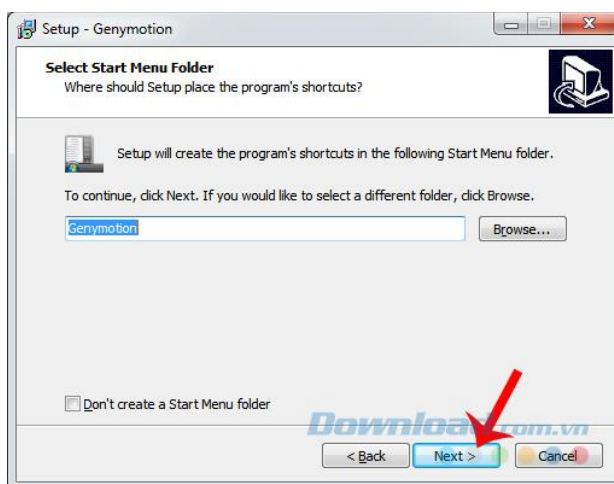 Setup - Genymotion
Select Start Menu Folder
Where should Setup place the program's shortcuts?
Setup will create the program's shortcuts in the following Start Menu folder.
To continue, click Next. If you would like to select a different folder, click Browse.
Genymotion
Browse...
Don't create a Start Menu folder
Download.com.vn
< Back
Next >
Cancel